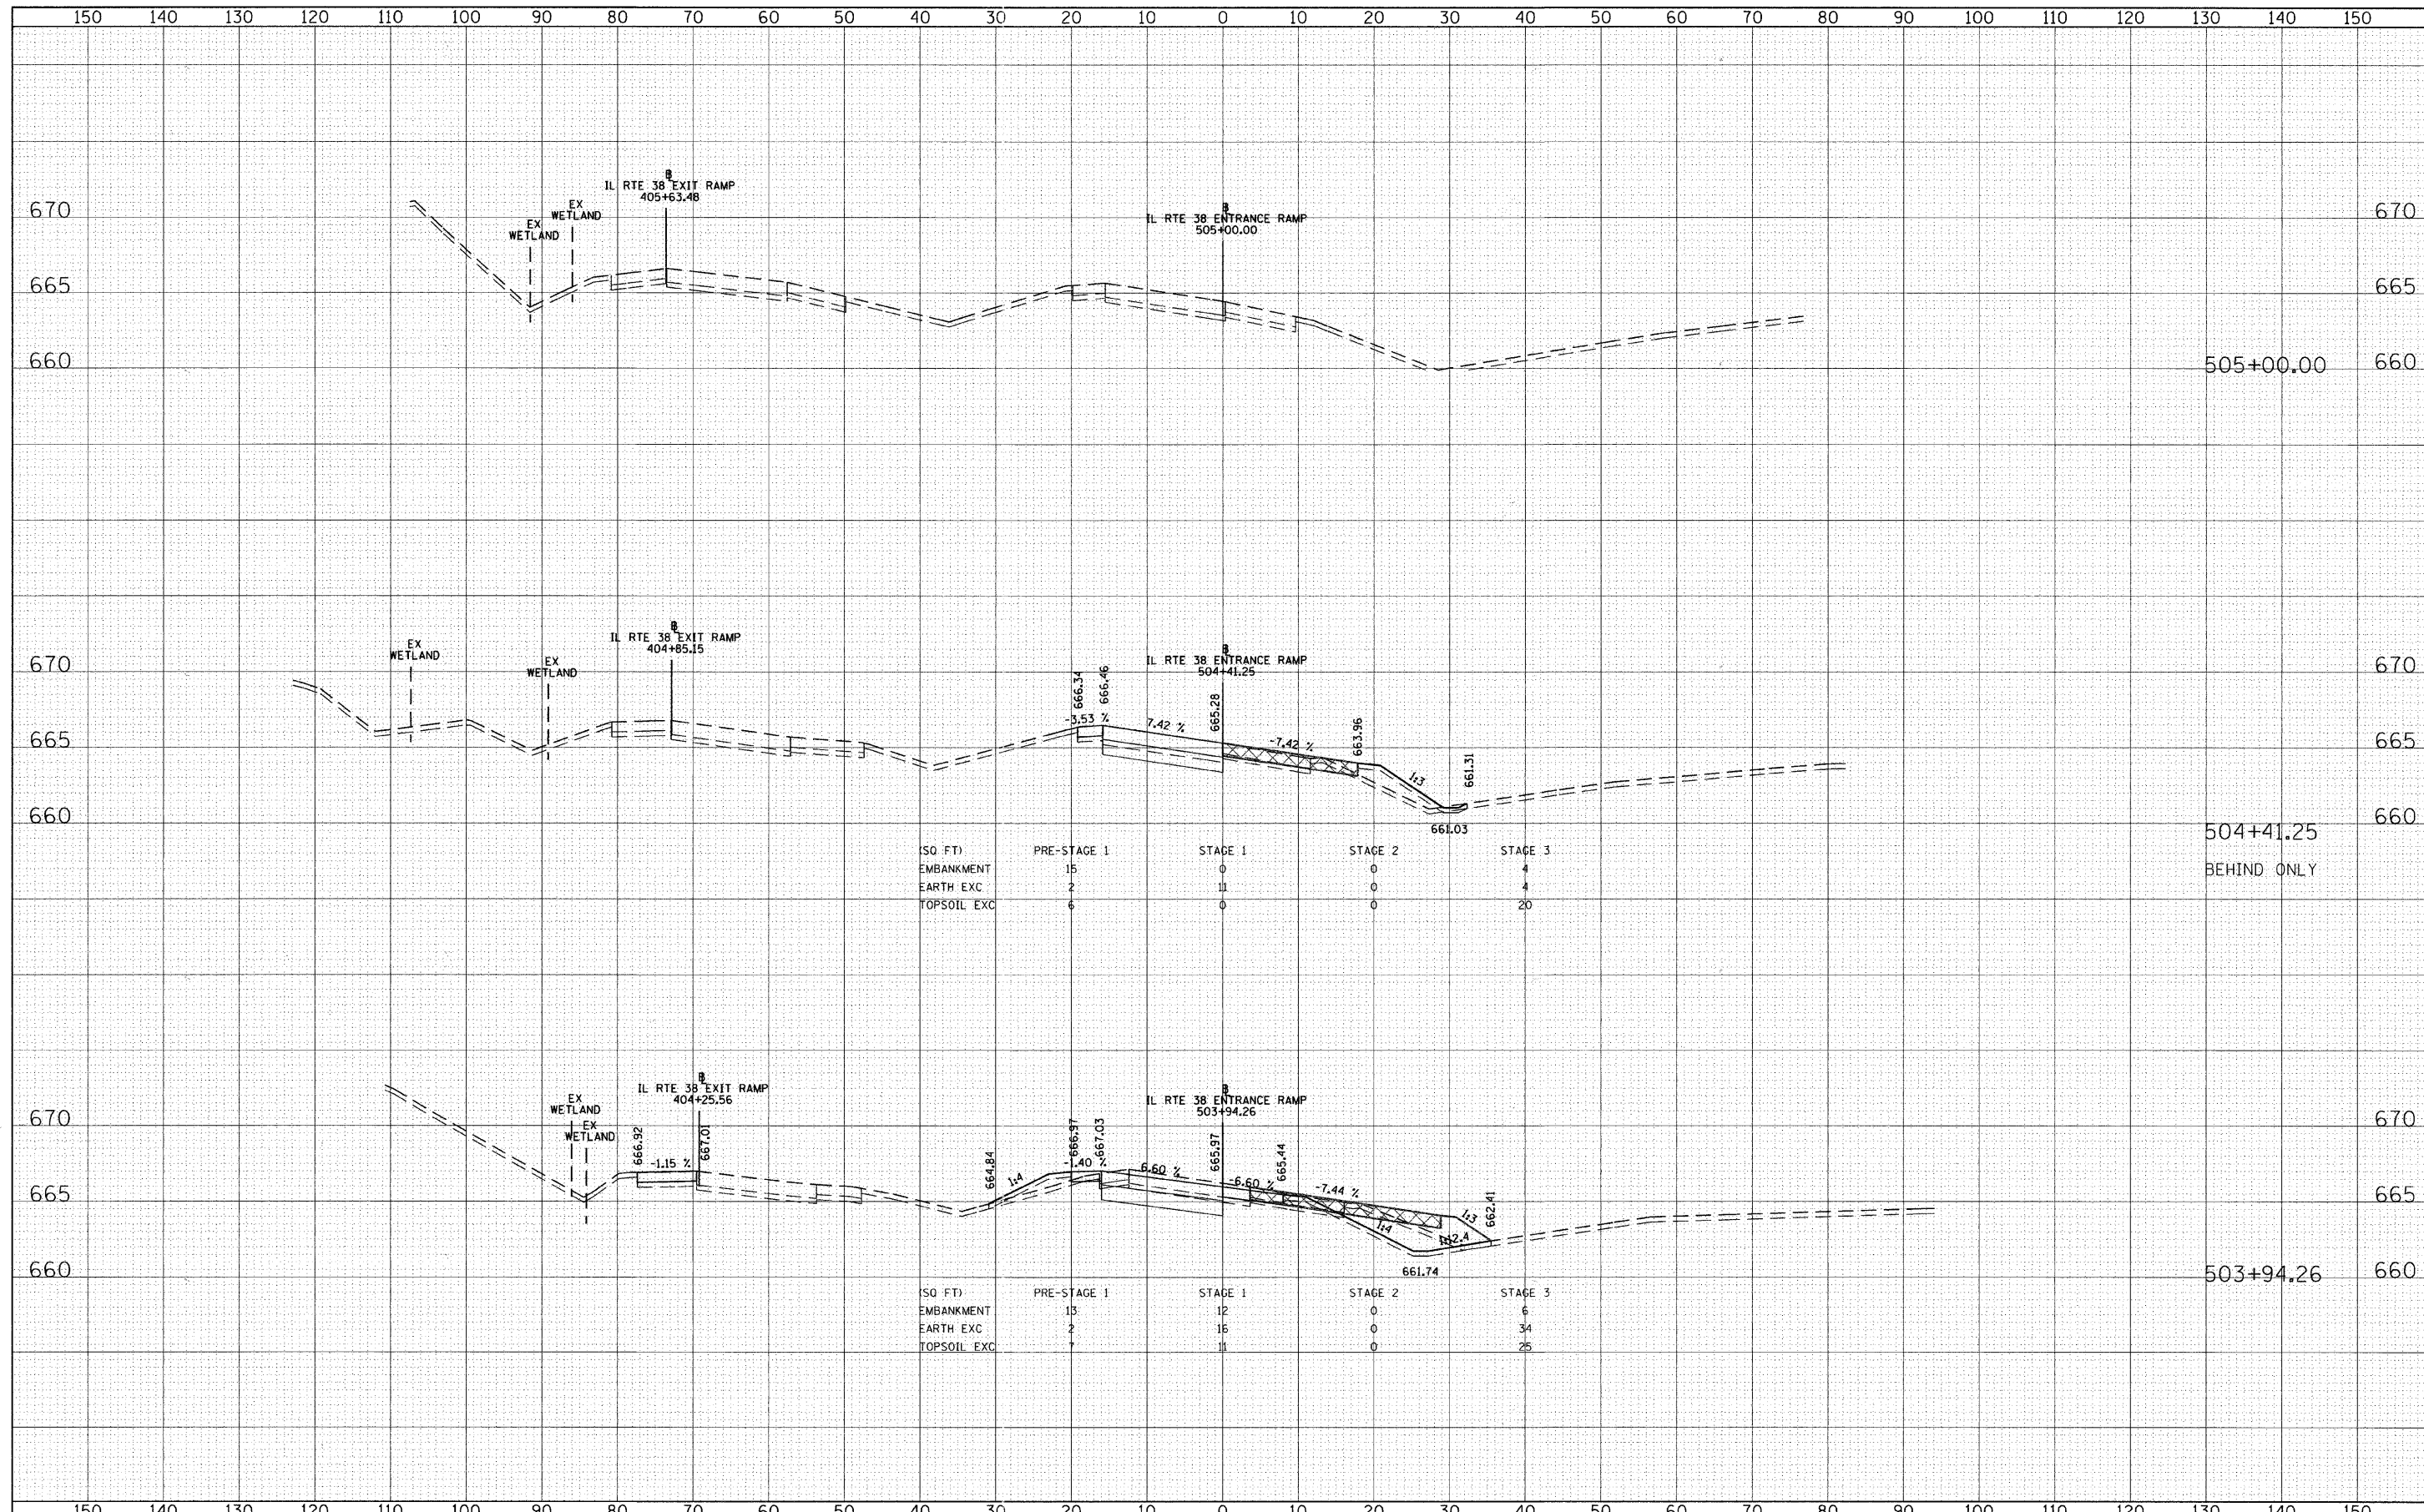 150 140 130 120 110 100 90 80 70 60 50 40 30 20 10 0 10 20 30 40 50 60 70 80 90 100 110 120 130 140 150
IL RTE 38 EXIT RAMP
405+63.48
EX
WETLAND
EX
WETLAND
IL RTE 38 ENTRANCE RAMP
505+00.00
670 670
665 665
660 505+00.00 660
IL RTE 38 EXIT RAMP
404+85.15
EX
WETLAND
EX
WETLAND
IL RTE 38 ENTRANCE RAMP
504+41.25
670 670
666.34 666.46 665.28 663.96 661.31
-3.53 % 7.42 % -7.42 %
1:3
665 665
660 660
661.03
504+41.25
BEHIND ONLY
(SQ FT) PRE-STAGE 1 STAGE 1 STAGE 2 STAGE 3
EMBANKMENT 15 0 0 4
EARTH EXC 2 11 0 4
TOPSOIL EXC 6 0 0 20
IL RTE 38 EXIT RAMP
404+25.56
EX
WETLAND
EX
WETLAND
IL RTE 38 ENTRANCE RAMP
503+94.26
670 670
666.92 667.01 664.84 666.97 667.03 665.97 665.44 662.41
-1.15 % 1:4 -1.40 % 6.60 % -6.60 % -7.44 % 1:3
1:4 1:12.4
665 665
660 503+94.26 660
661.74
(SQ FT) PRE-STAGE 1 STAGE 1 STAGE 2 STAGE 3
EMBANKMENT 13 12 0 6
EARTH EXC 2 16 0 34
TOPSOIL EXC 7 11 0 25
150 140 130 120 110 100 90 80 70 60 50 40 30 20 10 0 10 20 30 40 50 60 70 80 90 100 110 120 130 140 150